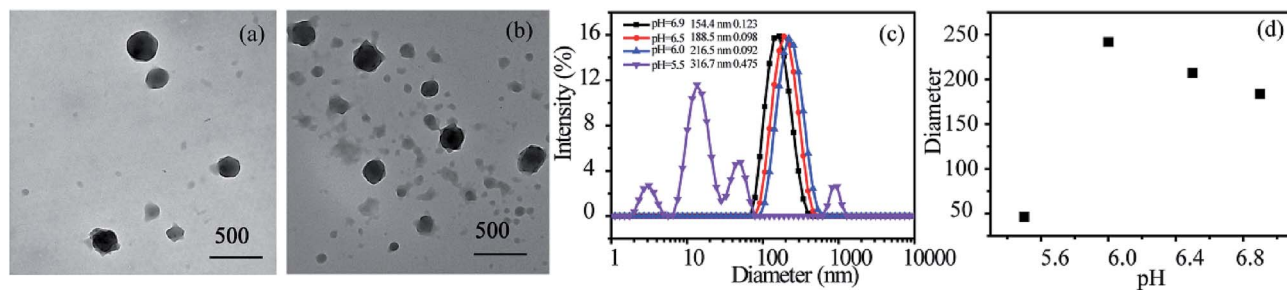 (a)
500
(b)
500
(c)
16
12
8
4
0
Intensity (%)
pH=6.9 154.4 nm 0.123
pH=6.5 188.5 nm 0.098
pH=6.0 216.5 nm 0.092
pH=5.5 316.7 nm 0.475
1 10 100 1000 10000
Diameter (nm)
(d)
250
200
150
100
50
Diameter
5.6 6.0 6.4 6.8
pH